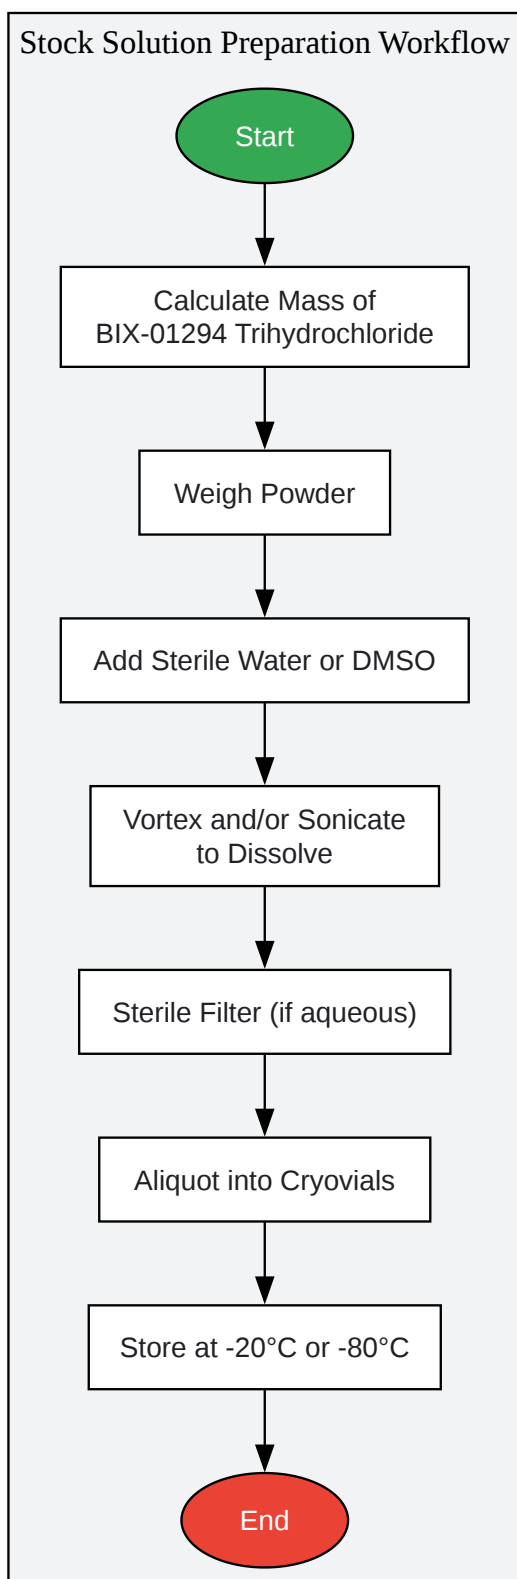 Stock Solution Preparation Workflow
Start
Calculate Mass of
BIX-01294 Trihydrochloride
Weigh Powder
Add Sterile Water or DMSO
Vortex and/or Sonicate
to Dissolve
Sterile Filter (if aqueous)
Aliquot into Cryovials
Store at -20°C or -80°C
End